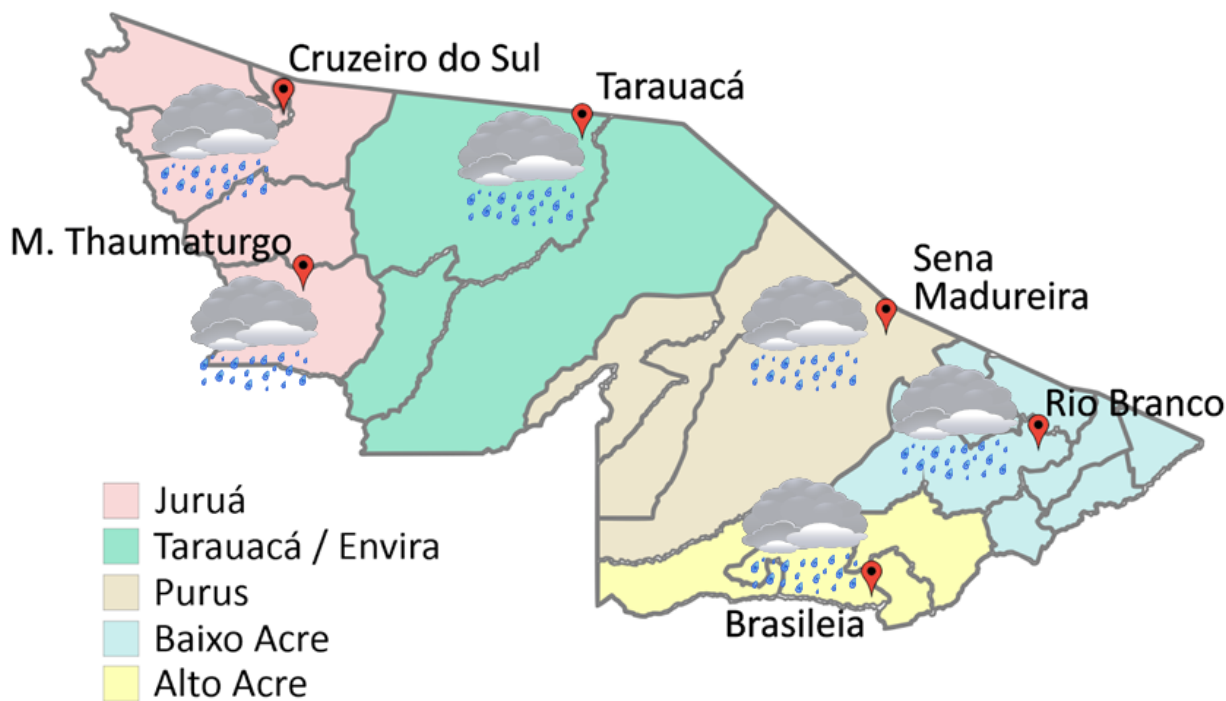 Cruzeiro do Sul
Tarauacá
M. Thaumaturgo
Sena
Madureira
Rio Branco
Brasileia
Juruá
Tarauacá / Envira
Purus
Baixo Acre
Alto Acre